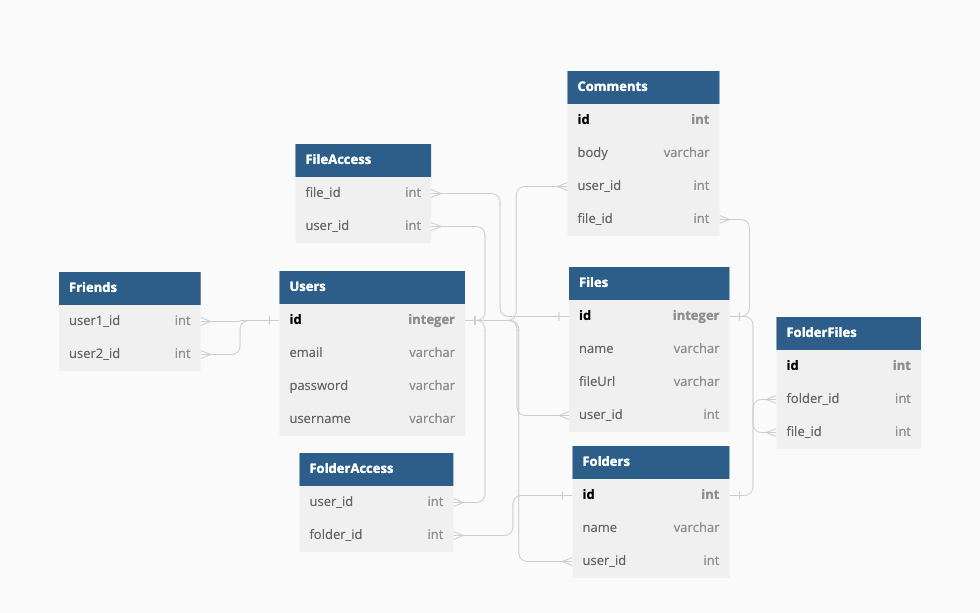 Comments
id int
body varchar
user_id int
file_id int
FileAccess
file_id int
user_id int
Friends
user1_id int
user2_id int
Users
id integer
email varchar
password varchar
username varchar
Files
id integer
name varchar
fileUrl varchar
user_id int
FolderFiles
id int
folder_id int
file_id int
FolderAccess
user_id int
folder_id int
Folders
id int
name varchar
user_id int